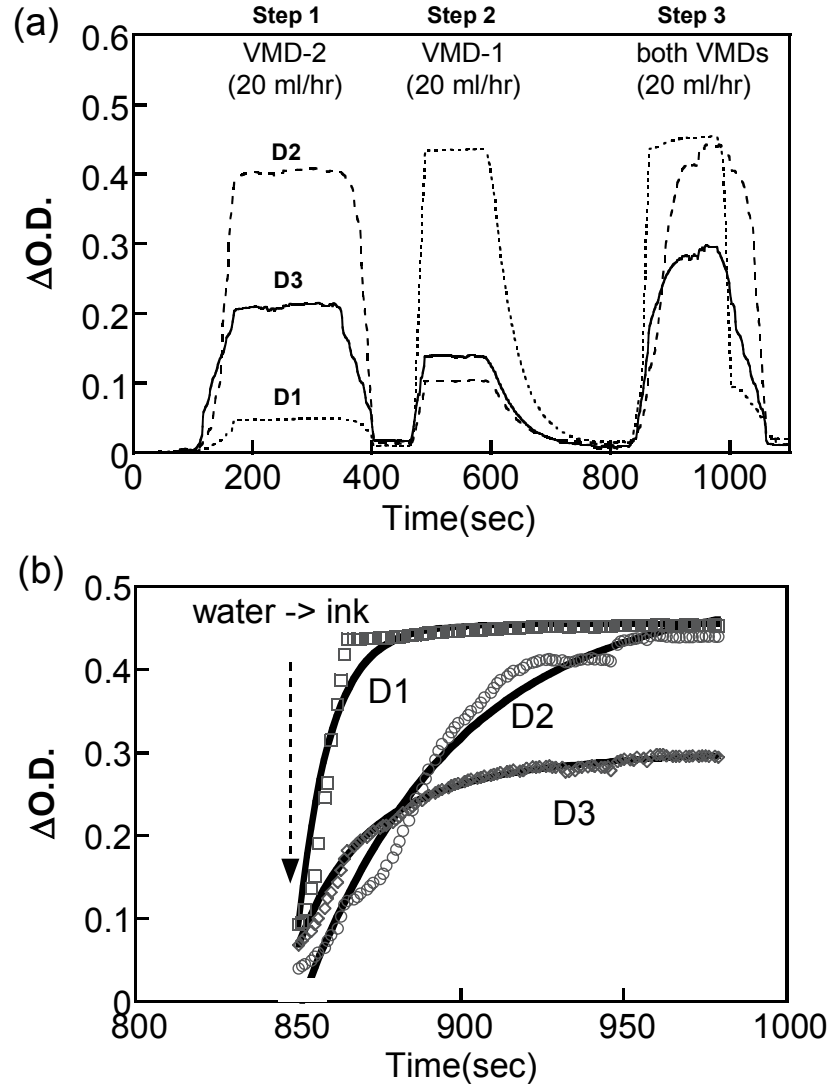 (a)
Step 1 Step 2 Step 3
VMD-2 VMD-1 both VMDs
(20 ml/hr) (20 ml/hr) (20 ml/hr)
0.6
0.5
0.4
0.3
0.2
0.1
0
ΔO.D.
D2
D3
D1
0 200 400 600 800 1000
Time(sec)
(b)
0.5
0.4
0.3
0.2
0.1
0
ΔO.D.
water -> ink
D1
D2
D3
800 850 900 950 1000
Time(sec)